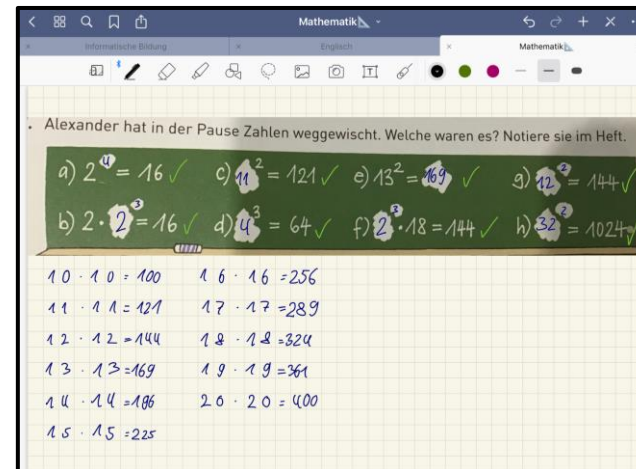 Mathematik
Informatische Bildung × Englisch × Mathematik
Alexander hat in der Pause Zahlen weggewischt. Welche waren es? Notiere sie im Heft.
a) 2⁴ = 16 ✓ c) 11² = 121 ✓ e) 13² = 169 ✓ g) 12² = 144 ✓
b) 2 · 2³ = 16 ✓ d) 4³ = 64 ✓ f) 2³ · 18 = 144 ✓ h) 32² = 1024
10 · 10 = 100 16 · 16 = 256
11 · 11 = 121 17 · 17 = 289
12 · 12 = 144 18 · 18 = 324
13 · 13 = 169 19 · 19 = 361
14 · 14 = 196 20 · 20 = 400
15 · 15 = 225